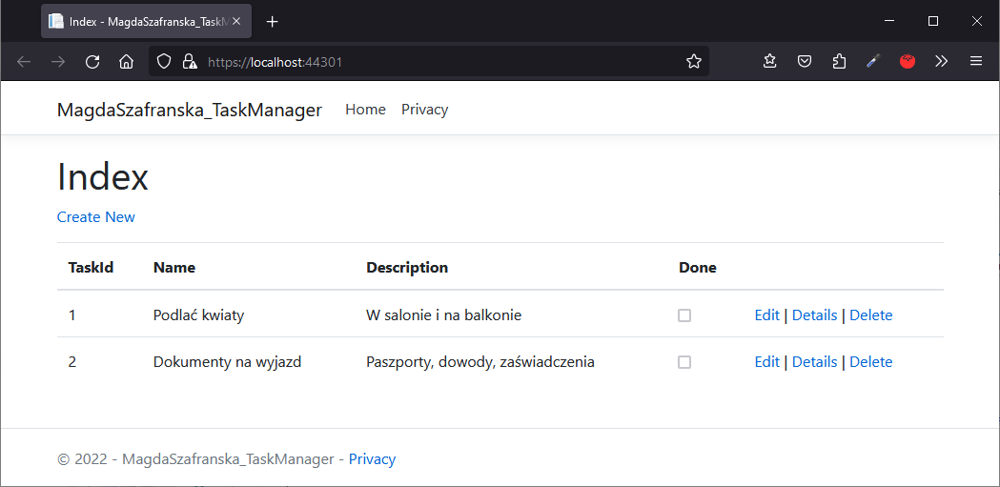 Index - MagdaSzafranska_TaskM
https://localhost:44301
MagdaSzafranska_TaskManager Home Privacy
Index
Create New
TaskId Name Description Done
1 Podlać kwiaty W salonie i na balkonie Edit | Details | Delete
2 Dokumenty na wyjazd Paszporty, dowody, zaświadczenia Edit | Details | Delete
© 2022 - MagdaSzafranska_TaskManager - Privacy